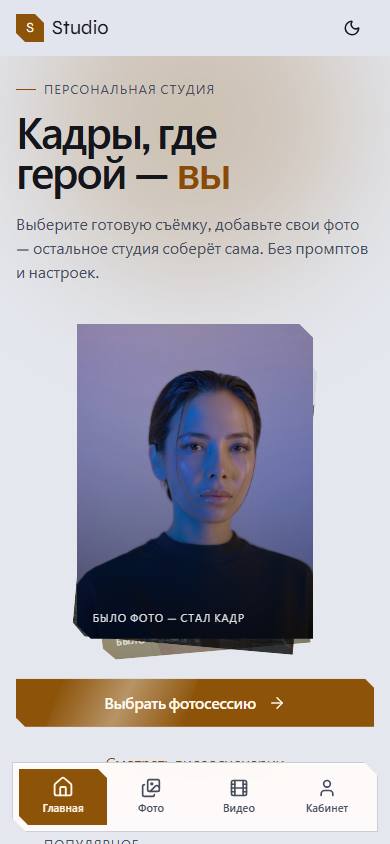 S Studio
ПЕРСОНАЛЬНАЯ СТУДИЯ
Кадры, где
герой — вы
Выберите готовую съёмку, добавьте свои фото
— остальное студия соберёт сама. Без промптов
и настроек.
БЫЛО ФОТО — СТАЛ КАДР
БЫЛО
Выбрать фотосессию
Главная
Фото
Видео
Кабинет